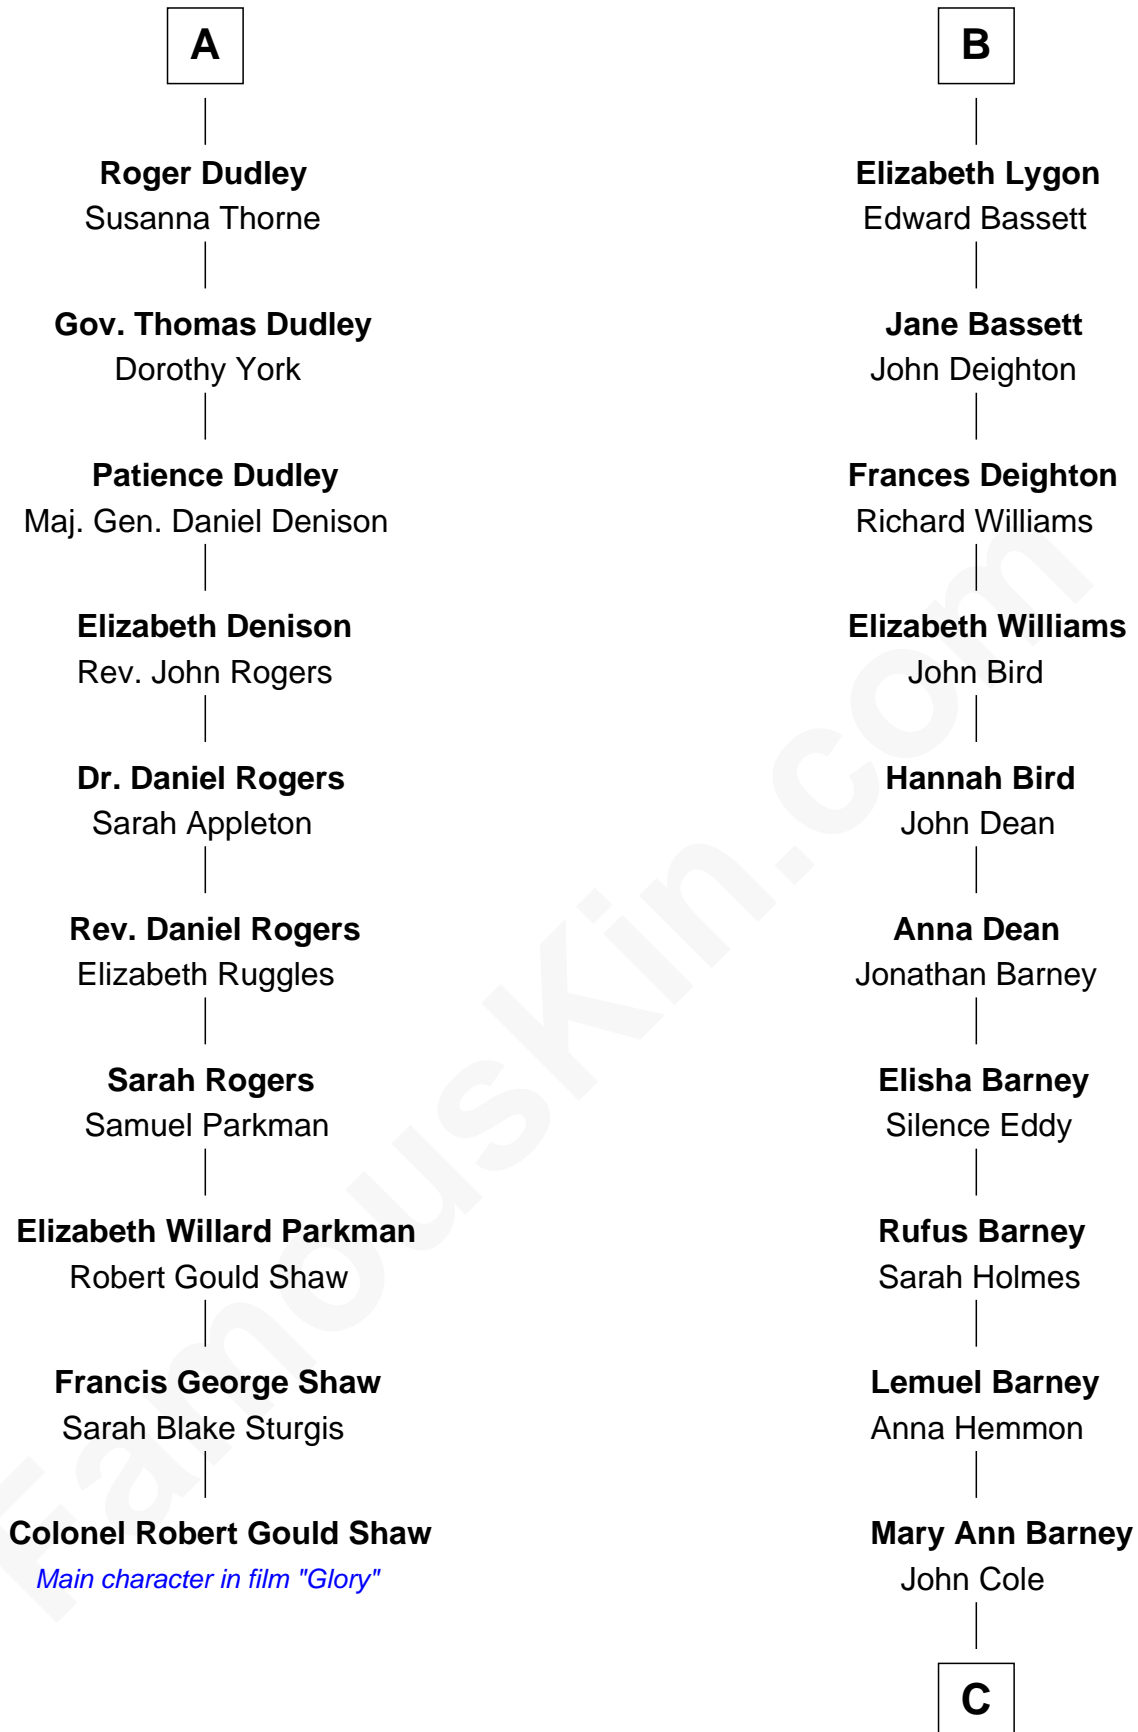 A
Roger Dudley
Susanna Thorne
Gov. Thomas Dudley
Dorothy York
Patience Dudley
Maj. Gen. Daniel Denison
Elizabeth Denison
Rev. John Rogers
Dr. Daniel Rogers
Sarah Appleton
Rev. Daniel Rogers
Elizabeth Ruggles
Sarah Rogers
Samuel Parkman
Elizabeth Willard Parkman
Robert Gould Shaw
Francis George Shaw
Sarah Blake Sturgis
Colonel Robert Gould Shaw
Main character in film "Glory"
B
Elizabeth Lygon
Edward Bassett
Jane Bassett
John Deighton
Frances Deighton
Richard Williams
Elizabeth Williams
John Bird
Hannah Bird
John Dean
Anna Dean
Jonathan Barney
Elisha Barney
Silence Eddy
Rufus Barney
Sarah Holmes
Lemuel Barney
Anna Hemmon
Mary Ann Barney
John Cole
C
FamousKin.com